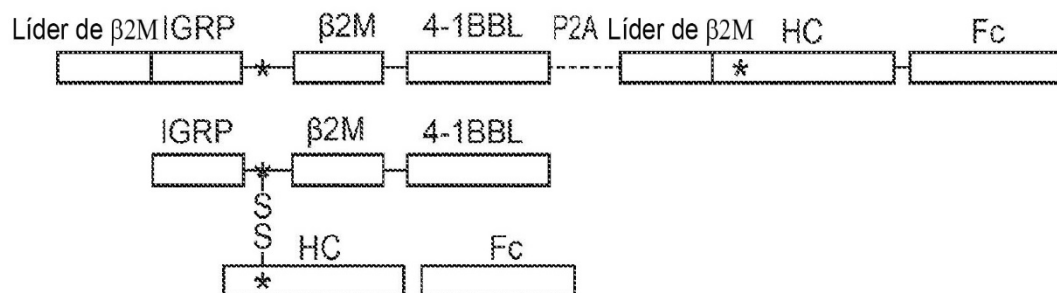 Líder de β2M IGRP β2M 4-1BBL P2A Líder de β2M HC Fc
*
*
IGRP β2M 4-1BBL
*
S
S
HC Fc
*